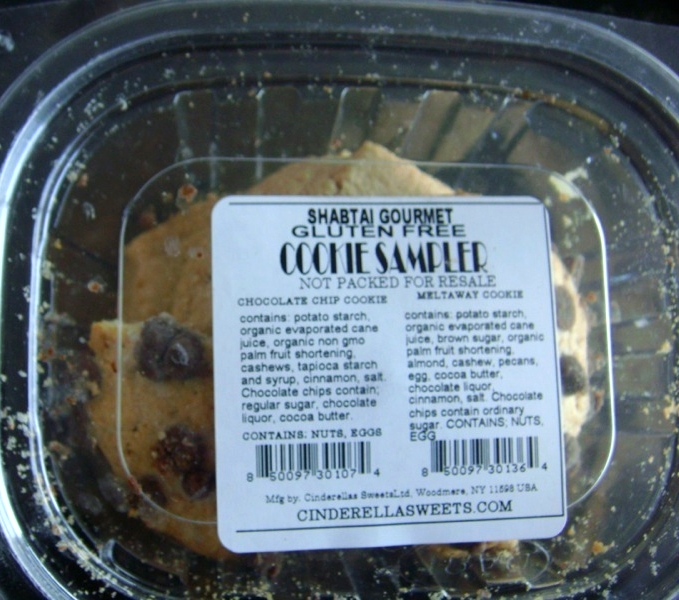 SHABTAI GOURMET
GLUTEN FREE
COOKIE SAMPLER
NOT PACKED FOR RESALE
CHOCOLATE CHIP COOKIE
contains: potato starch,
organic evaporated cane
juice, organic non gmo
palm fruit shortening,
cashews, tapioca starch
and syrup, cinnamon, salt.
Chocolate chips contain;
regular sugar, chocolate
liquor, cocoa butter.
CONTAINS: NUTS, EGGS
8 50097 30107 4
MELTAWAY COOKIE
contains: potato starch,
organic evaporated cane
juice, brown sugar, organic
palm fruit shortening,
almond, cashew, pecans,
egg, cocoa butter,
chocolate liquor,
cinnamon, salt. Chocolate
chips contain ordinary
sugar. CONTAINS; NUTS,
EGG
8 50097 30136 4
Mfg by. Cinderellas SweetsLtd. Woodmere, NY 11598 USA
CINDERELLASWEETS.COM